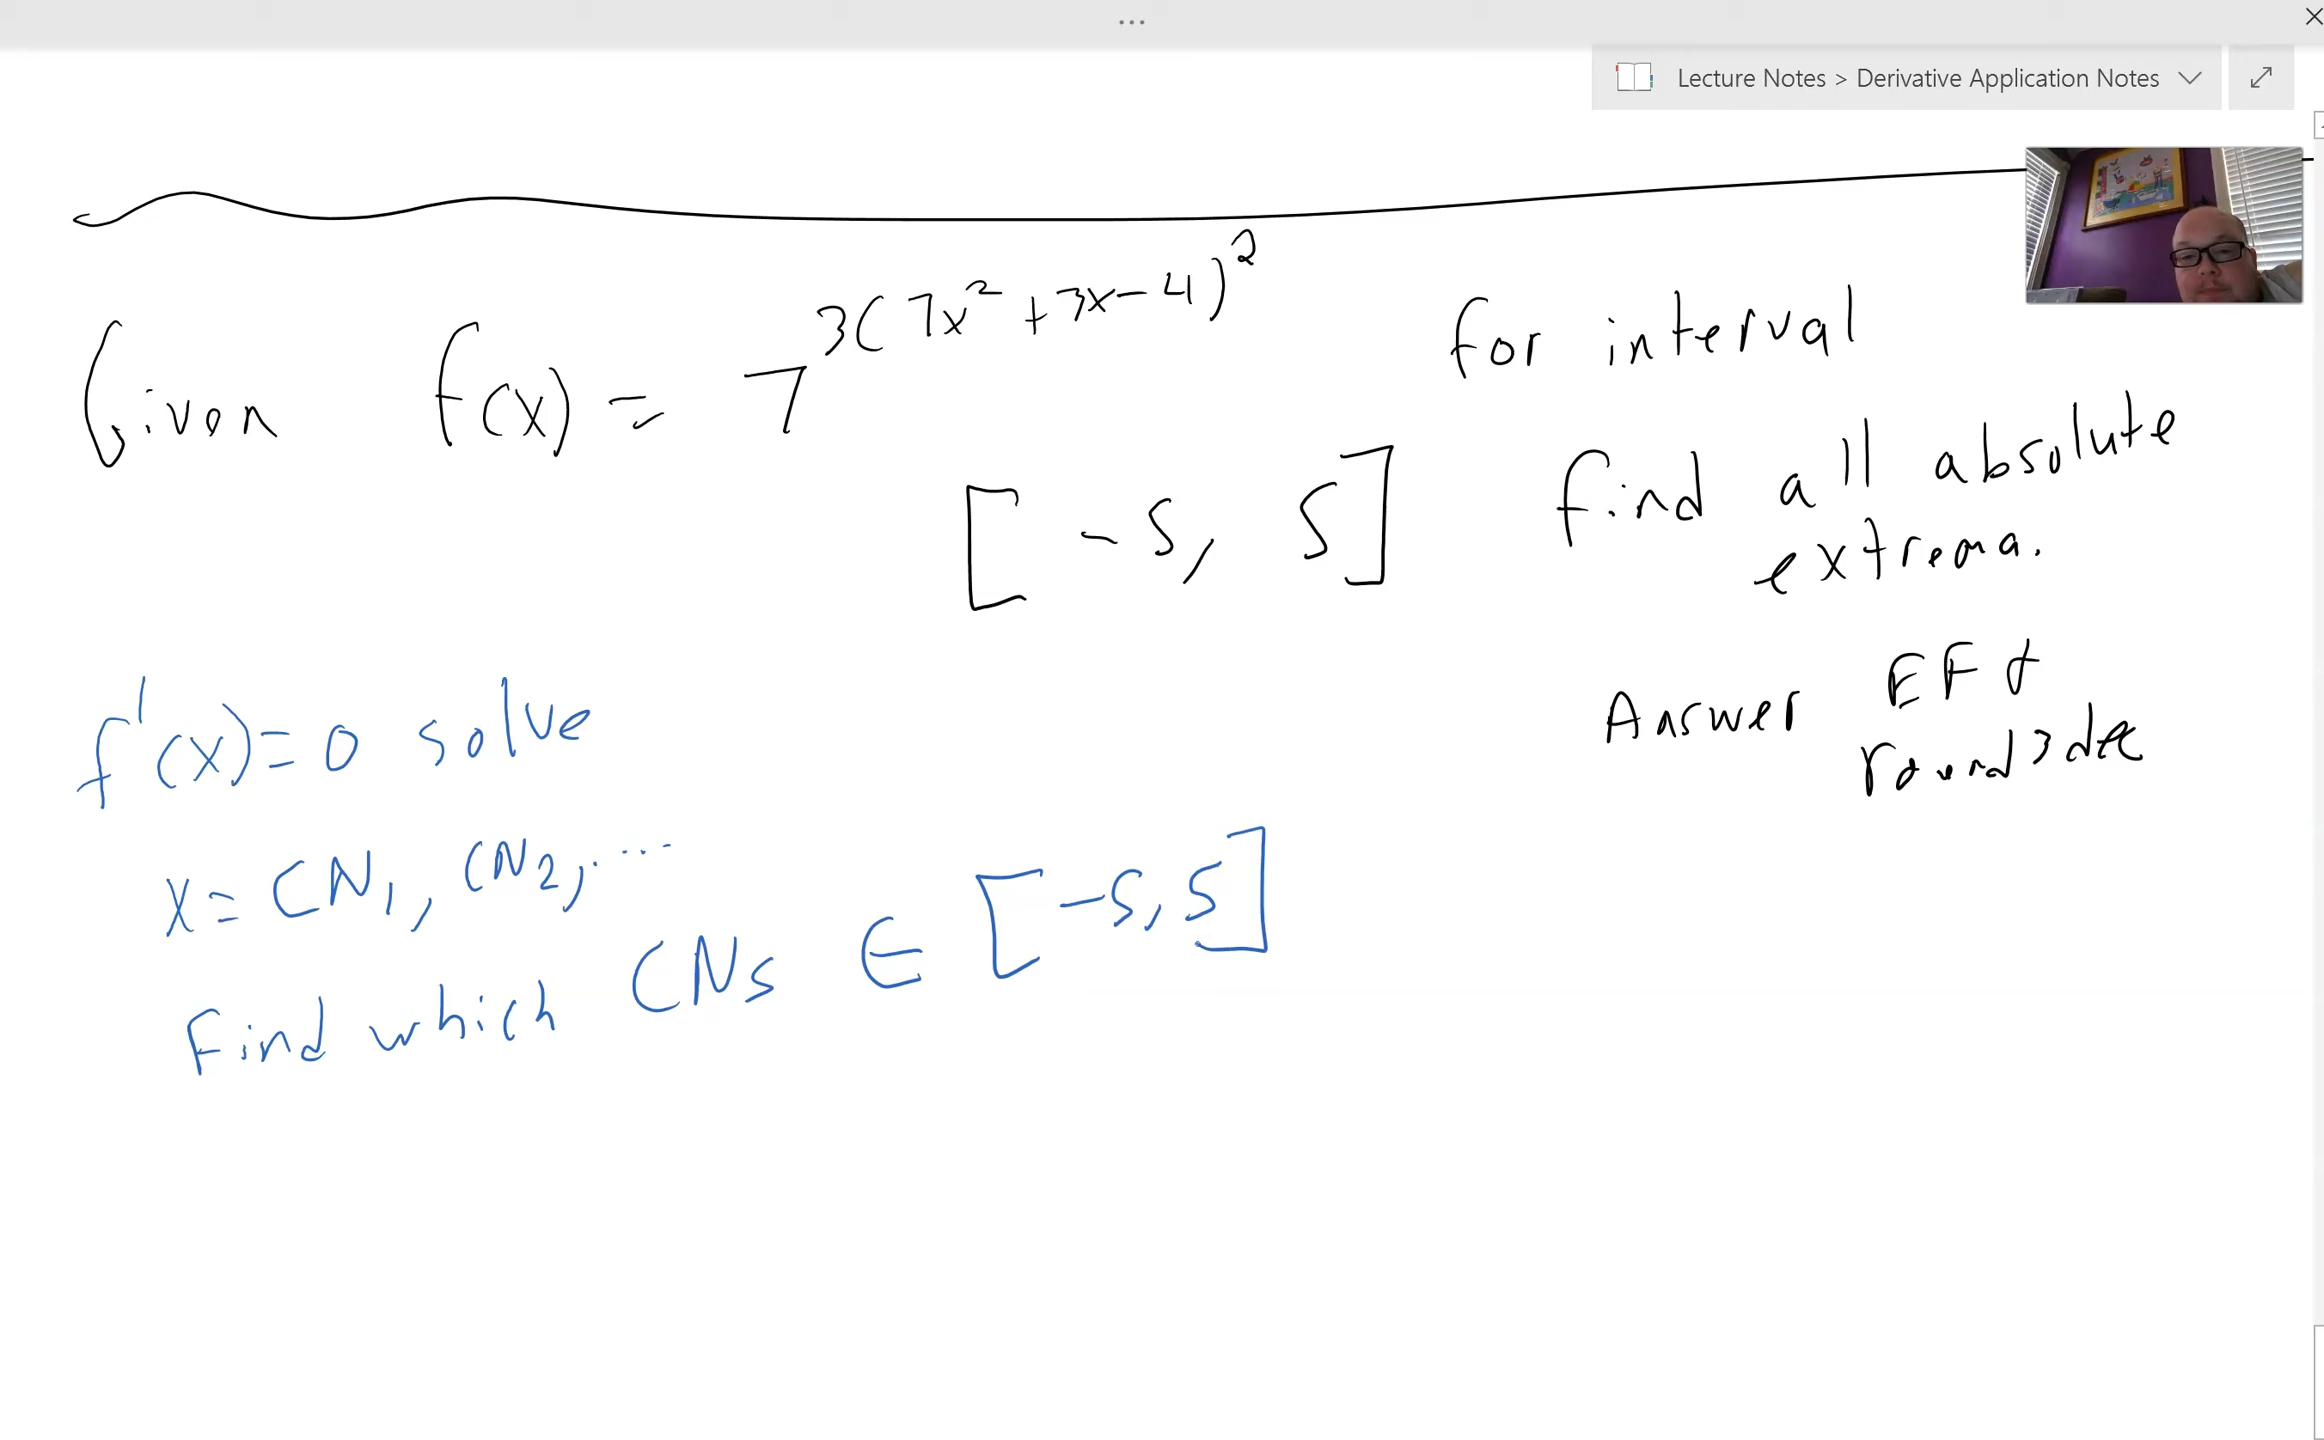 Lecture Notes > Derivative Application Notes
Given f(x) = 7^{3(7x^2+3x-4)^2} for interval
[-5, 5] find all absolute
extrema.
Answer EF &
round 3 dec
f'(x)=0 solve
x= CN1, CN2, ....
Find which CNs ∈ [-5, 5]